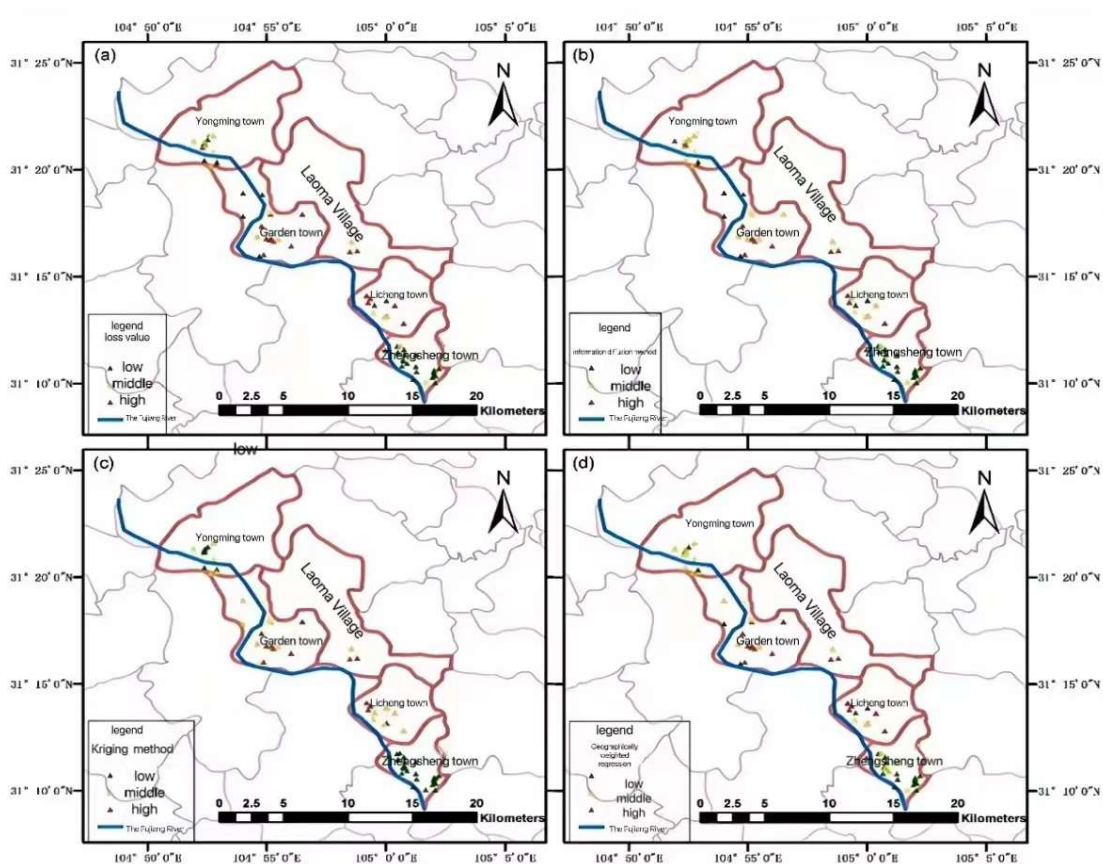 104° 50′ 0″E 104° 55′ 0″E 105° 0′ 0″E 105° 5′ 0″E
104° 50′ 0″E 104° 55′ 0″E 105° 0′ 0″E 105° 5′ 0″E
31° 25′ 0″N
31° 20′ 0″N
31° 15′ 0″N
31° 10′ 0″N
(a)
N
Yongming town
Laoma Village
Garden town
Licheng town
Zhengsheng town
legend
loss value
low
middle
high
The Fujiang River
0 2.5 5 10 15 20
Kilometers
(b)
N
31° 25′ 0″N
31° 20′ 0″N
31° 15′ 0″N
31° 10′ 0″N
Yongming town
Laoma Village
Garden town
Licheng town
Zhengsheng town
legend
information diffusion method
low
middle
high
The Fujiang River
0 2.5 5 10 15 20
Kilometers
low
31° 25′ 0″N
31° 20′ 0″N
31° 15′ 0″N
31° 10′ 0″N
(c)
N
Yongming town
Laoma Village
Garden town
Licheng town
Zhengsheng town
legend
Kriging method
low
middle
high
The Fujiang River
0 2.5 5 10 15 20
Kilometers
(d)
N
31° 25′ 0″N
31° 20′ 0″N
31° 15′ 0″N
31° 10′ 0″N
Yongming town
Laoma Village
Garden town
Licheng town
Zhengsheng town
legend
Geographically
weighted
regression
low
middle
high
The Fujiang River
0 2.5 5 10 15 20
Kilometers
104° 50′ 0″E 104° 55′ 0″E 105° 0′ 0″E 105° 5′ 0″E
104° 50′ 0″E 104° 55′ 0″E 105° 0′ 0″E 105° 5′ 0″E